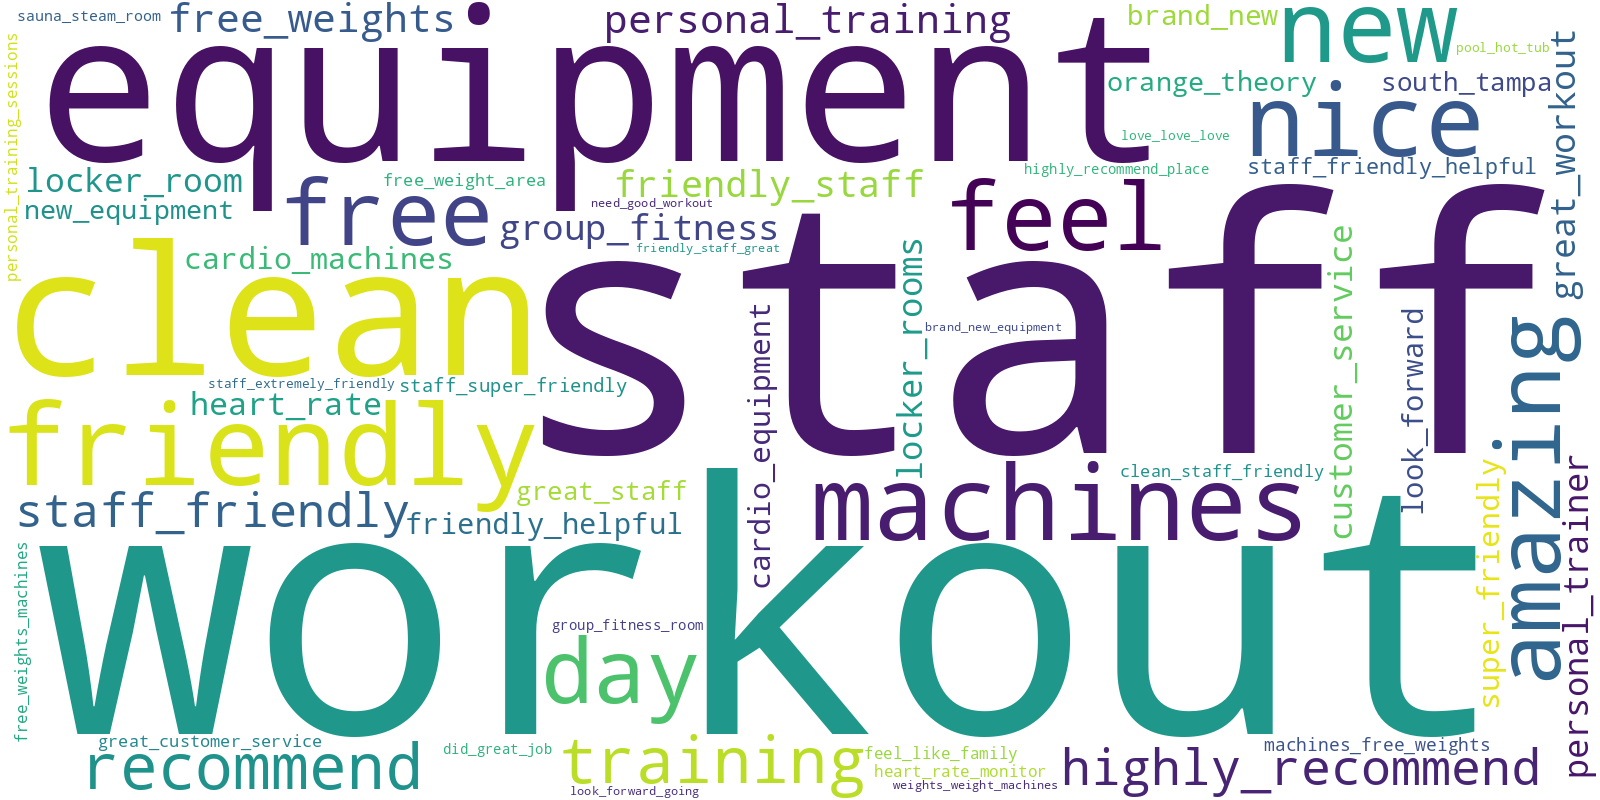 sauna_steam_room
free_weights
personal_training
brand_new
new
pool_hot_tub
equipment
orange_theory
south_tampa
nice
personal_training_sessions
love_love_love
great_workout
locker_room
free_weight_area
friendly_staff
highly_recommend_place
staff_friendly_helpful
new_equipment
free
need_good_workout
group_fitness
feel
friendly_staff_great
cardio_machines
clean
staff
locker_rooms
customer_service
brand_new_equipment
cardio_equipment
look_forward
amazing
staff_extremely_friendly
staff_super_friendly
heart_rate
friendly
clean_staff_friendly
great_staff
machines
staff_friendly
friendly_helpful
super_friendly
personal_trainer
free_weights_machines
workout
group_fitness_room
day
great_customer_service
recommend
did_great_job
training
feel_like_family
heart_rate_monitor
machines_free_weights
highly_recommend
look_forward_going
weights_weight_machines